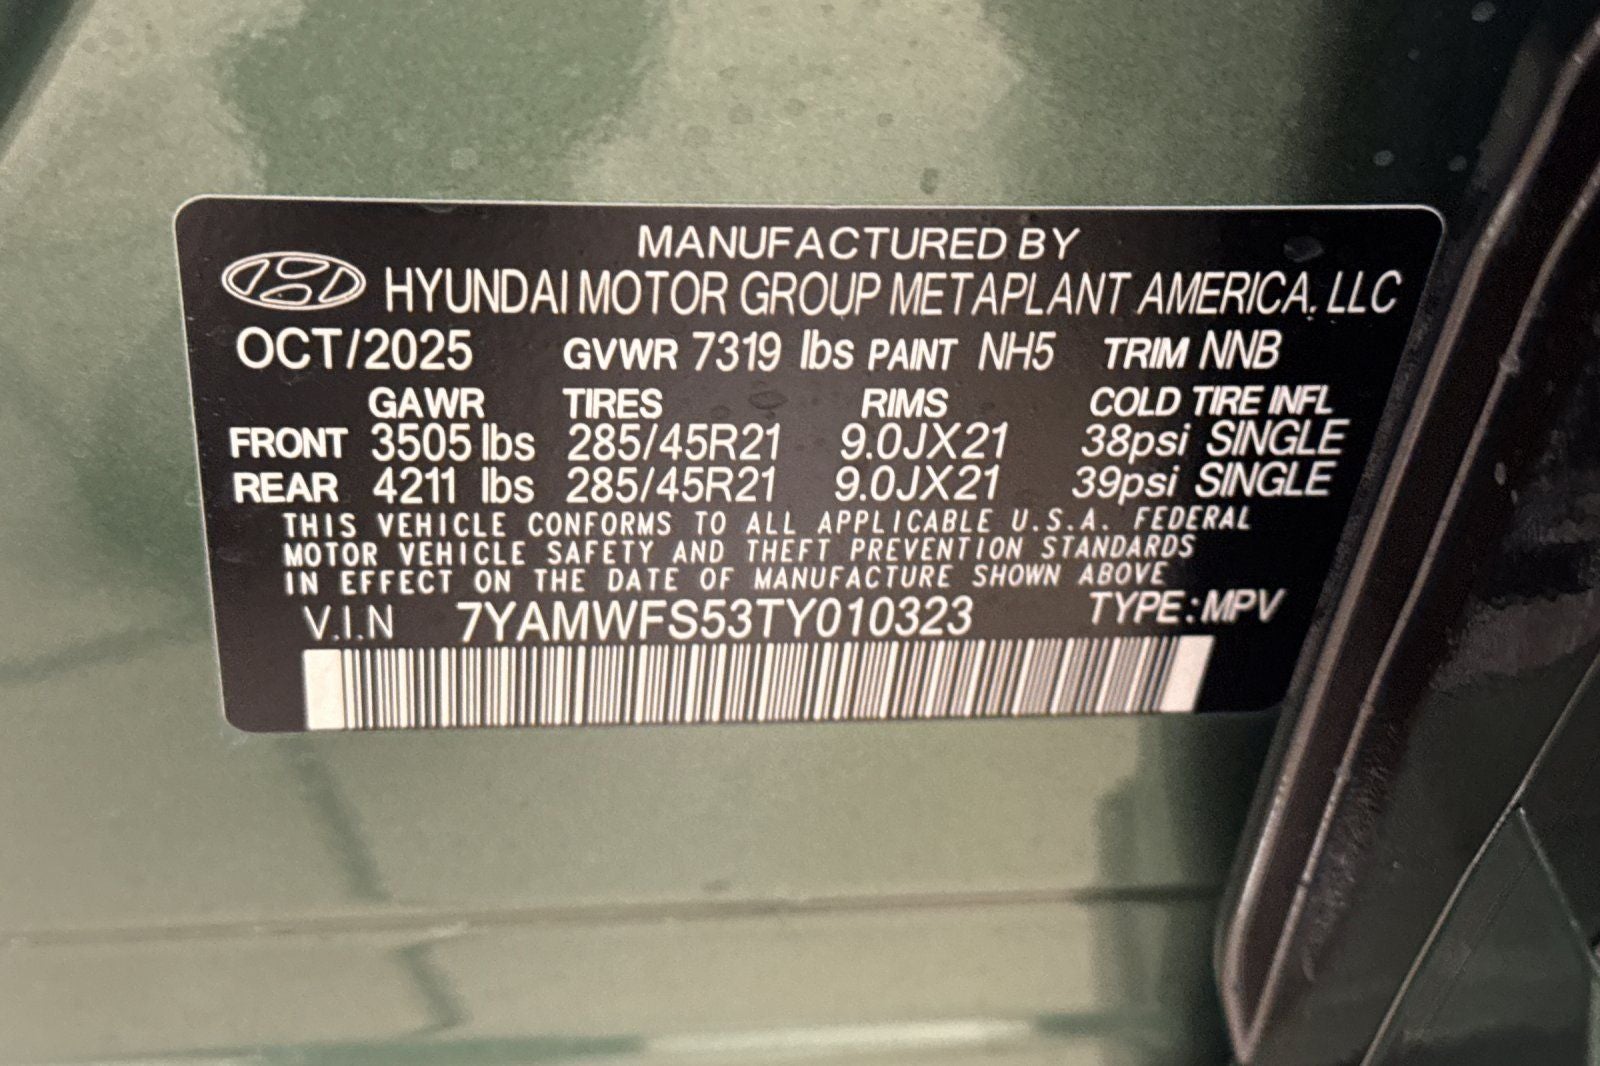 MANUFACTURED BY
HYUNDAI MOTOR GROUP METAPLANT AMERICA, LLC
OCT/2025 GVWR 7319 lbs PAINT NH5 TRIM NNB
GAWR TIRES RIMS COLD TIRE INFL
FRONT 3505 lbs 285/45R21 9.0JX21 38psi SINGLE
REAR 4211 lbs 285/45R21 9.0JX21 39psi SINGLE
THIS VEHICLE CONFORMS TO ALL APPLICABLE U.S.A. FEDERAL
MOTOR VEHICLE SAFETY AND THEFT PREVENTION STANDARDS
IN EFFECT ON THE DATE OF MANUFACTURE SHOWN ABOVE
V.I.N 7YAMWFS53TY010323 TYPE:MPV